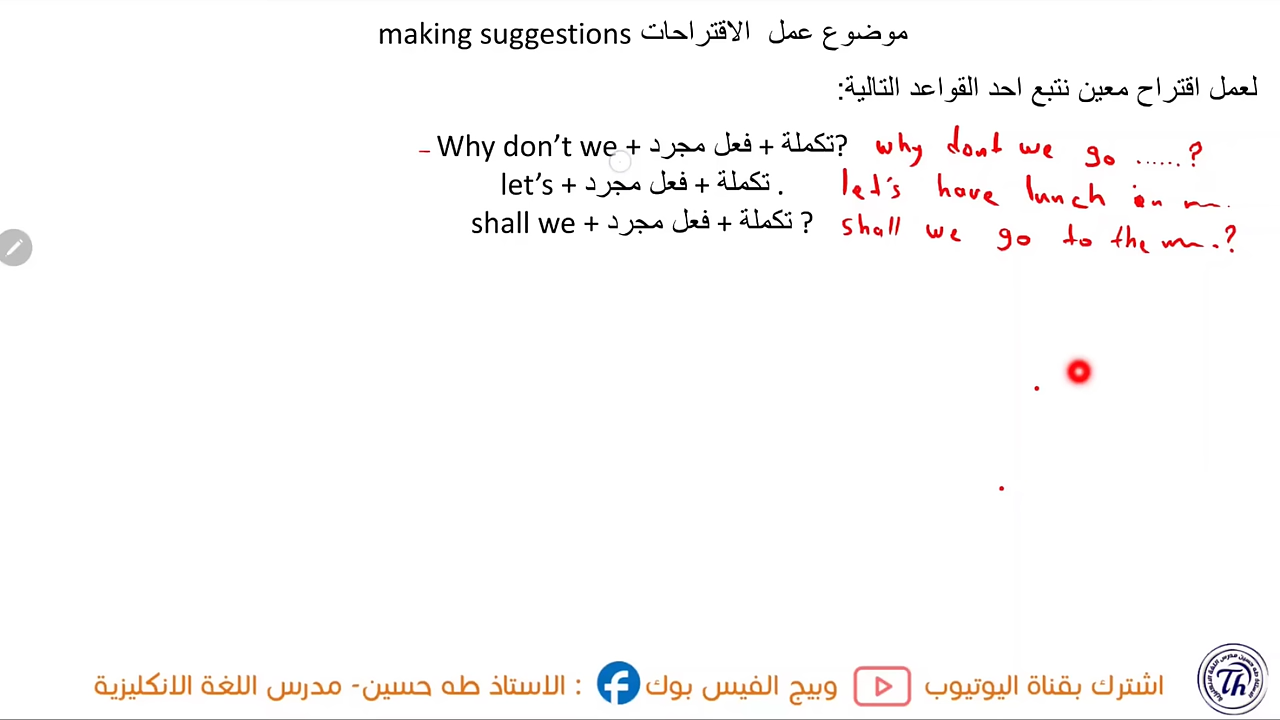 موضوع عمل الاقتراحات making suggestions
لعمل اقتراح معين نتبع احد القواعد التالية:
- Why don't we + فعل مجرد + تكملة? why dont we go ......?
let's + فعل مجرد + تكملة . let's have lunch in
shall we + فعل مجرد + تكملة ? shall we go to the ?
اشترك بقناة اليوتيوب وبيج الفيس بوك : الاستاذ طه حسين- مدرس اللغة الانكليزية
Th